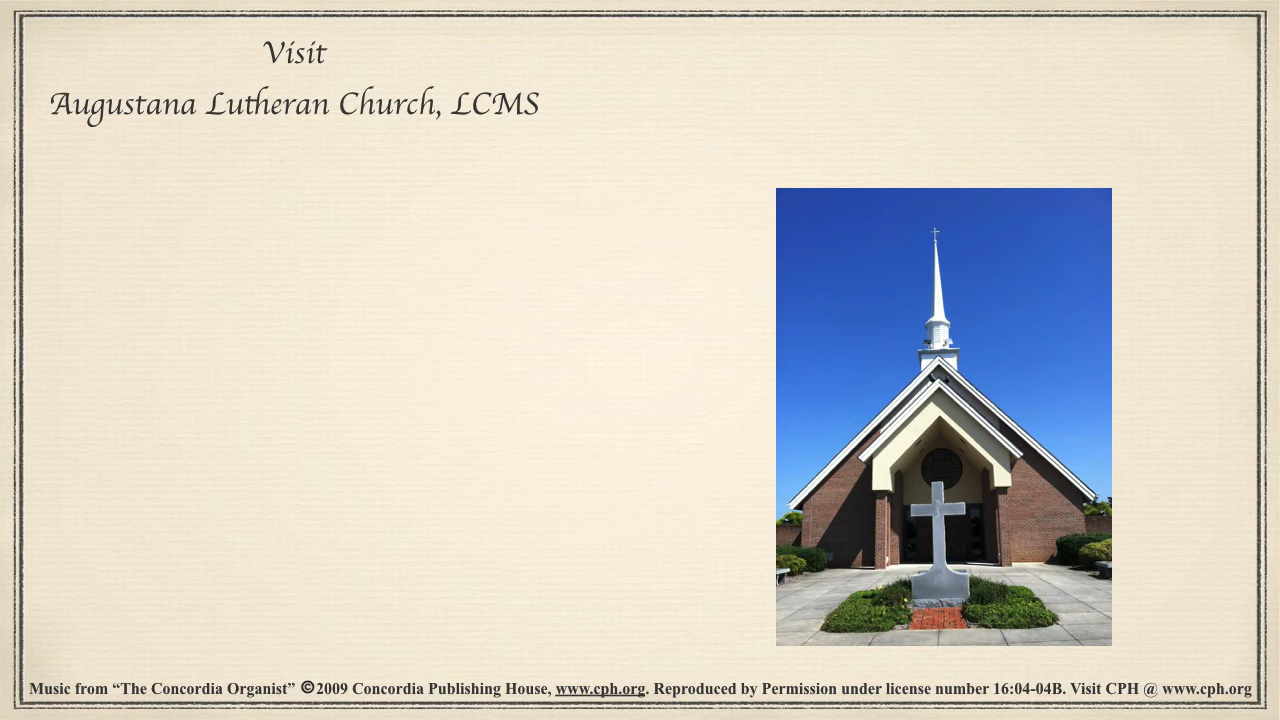 Visit
Augustana Lutheran Church, LCMS
Music from “The Concordia Organist” ©2009 Concordia Publishing House, www.cph.org. Reproduced by Permission under license number 16:04-04B. Visit CPH @ www.cph.org